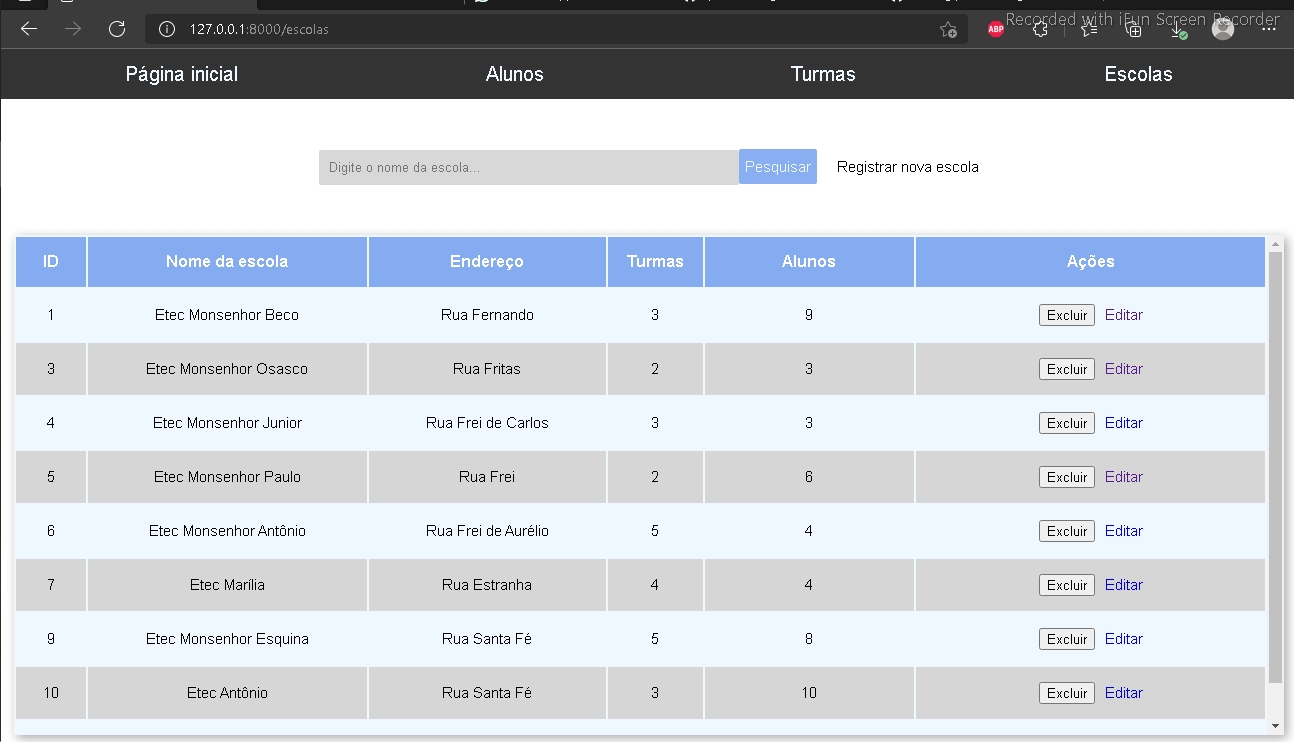 Recorded with iFun Screen Recorder
127.0.0.1:8000/escolas
ABP
Página inicial Alunos Turmas Escolas
Digite o nome da escola... Pesquisar Registrar nova escola
ID Nome da escola Endereço Turmas Alunos Ações
1 Etec Monsenhor Beco Rua Fernando 3 9 Excluir Editar
3 Etec Monsenhor Osasco Rua Fritas 2 3 Excluir Editar
4 Etec Monsenhor Junior Rua Frei de Carlos 3 3 Excluir Editar
5 Etec Monsenhor Paulo Rua Frei 2 6 Excluir Editar
6 Etec Monsenhor Antônio Rua Frei de Aurélio 5 4 Excluir Editar
7 Etec Marília Rua Estranha 4 4 Excluir Editar
9 Etec Monsenhor Esquina Rua Santa Fé 5 8 Excluir Editar
10 Etec Antônio Rua Santa Fé 3 10 Excluir Editar